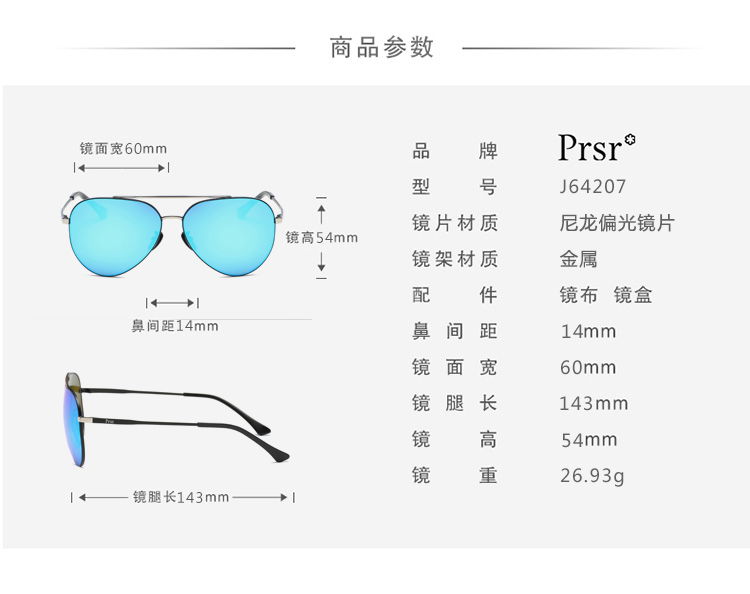 商品参数
镜面宽60mm
镜高54mm
鼻间距14mm
Prsr
镜腿长143mm
品牌 Prsr
型号 J64207
镜片材质 尼龙偏光镜片
镜架材质 金属
配件 镜布 镜盒
鼻间距 14mm
镜面宽 60mm
镜腿长 143mm
镜高 54mm
镜重 26.93g